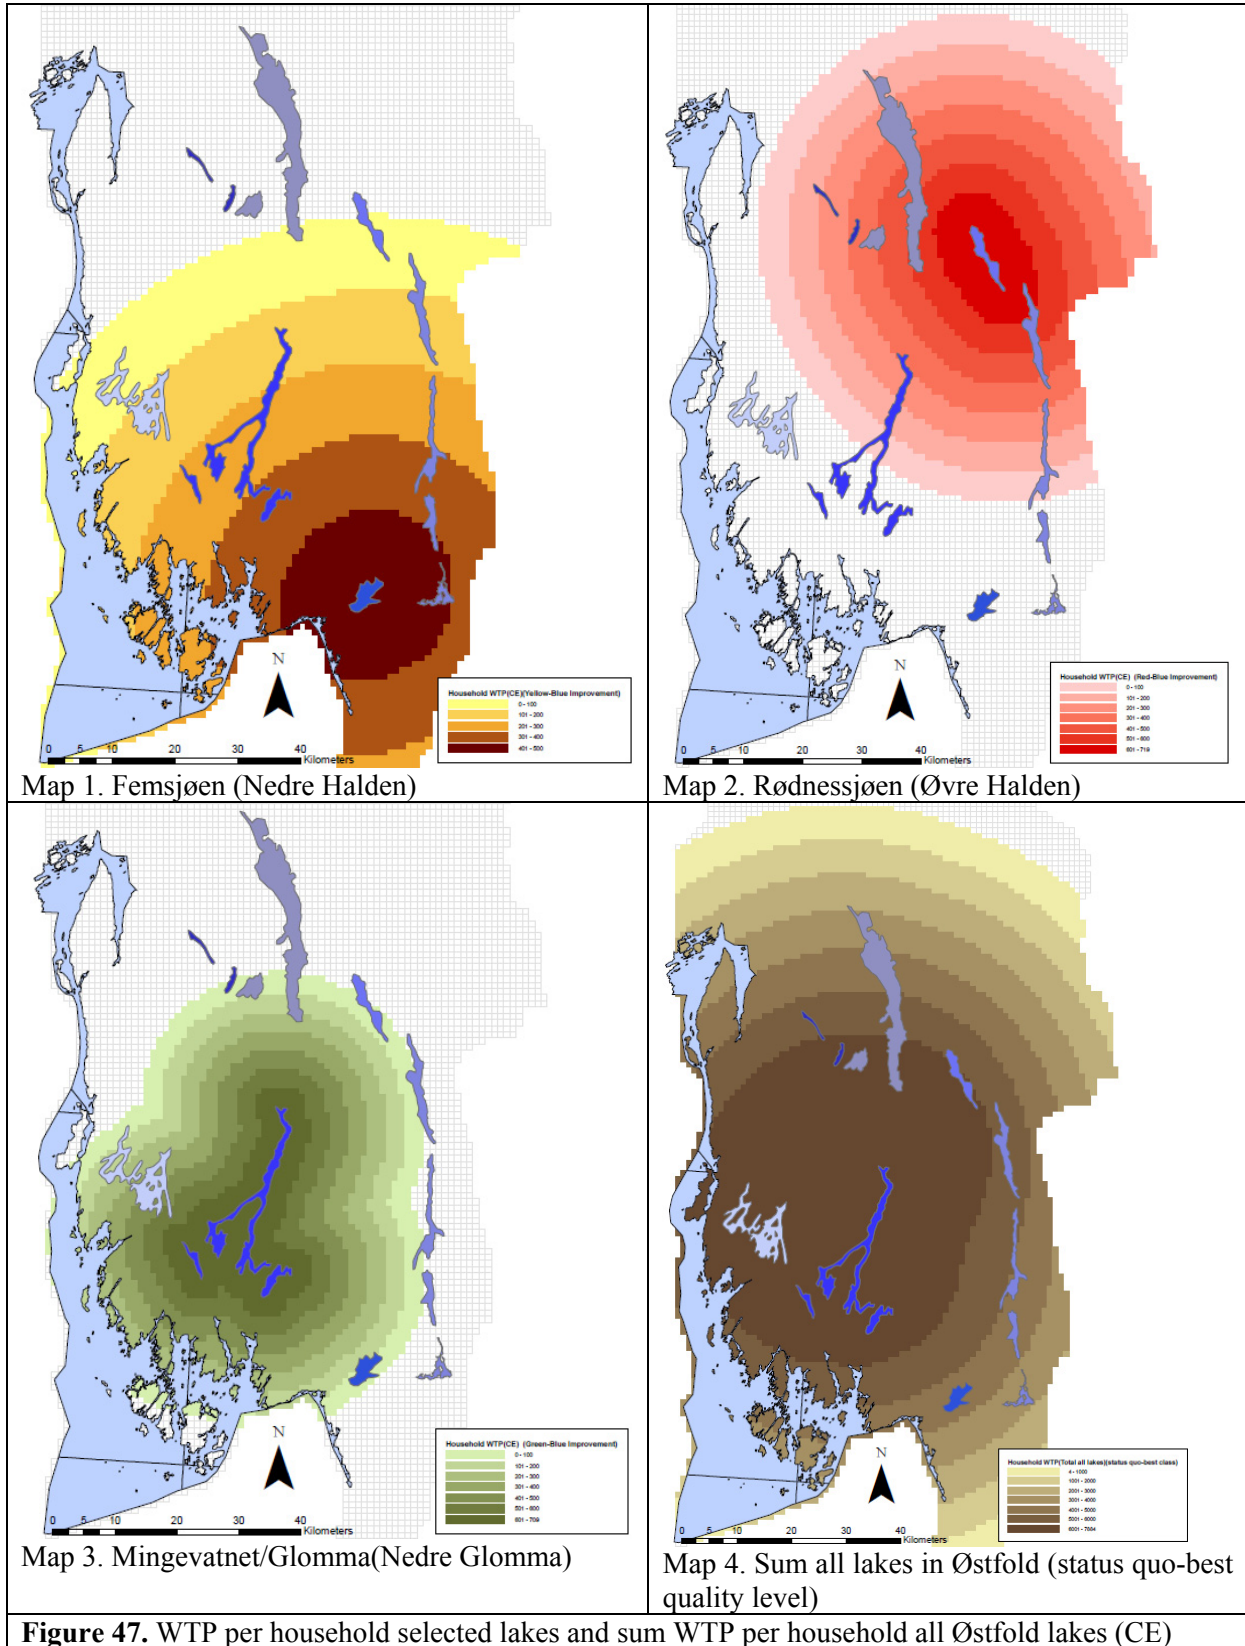 N
Household WTP(CE)(Yellow-Blue Improvement)
0 - 100
101 - 200
201 - 300
301 - 400
401 - 500
0 5 10 20 30 40
Kilometers
Map 1. Femsjøen (Nedre Halden)
N
Household WTP(CE) (Red-Blue Improvement)
0 - 100
101 - 200
201 - 300
301 - 400
401 - 500
501 - 600
601 - 719
0 5 10 20 30 40
Kilometers
Map 2. Rødnessjøen (Øvre Halden)
N
Household WTP(CE) (Green-Blue Improvement)
0 - 100
101 - 200
201 - 300
301 - 400
401 - 500
501 - 600
601 - 709
0 5 10 20 30 40
Kilometers
Map 3. Mingevatnet/Glomma(Nedre Glomma)
N
Household WTP(Total all lakes)(status quo-best class)
4 - 1000
1001 - 2000
2001 - 3000
3001 - 4000
4001 - 5000
5001 - 6000
0 5 10 20 30 40
Kilometers
Map 4. Sum all lakes in Østfold (status quo-best
quality level)
Figure 47. WTP per household selected lakes and sum WTP per household all Østfold lakes (CE)